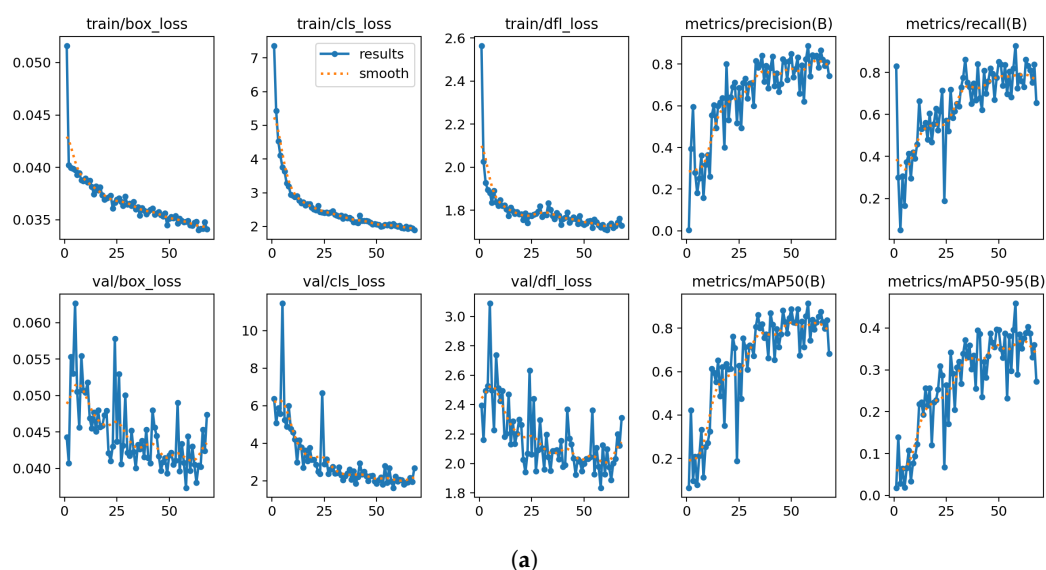 train/box_loss
train/cls_loss
train/dfl_loss
metrics/precision(B)
metrics/recall(B)
0.050
0.045
0.040
0.035
0 25 50
7
6
5
4
3
2
0 25 50
results
smooth
2.6
2.4
2.2
2.0
1.8
0 25 50
0.8
0.6
0.4
0.2
0.0
0 25 50
0.8
0.6
0.4
0.2
0 25 50
val/box_loss
val/cls_loss
val/dfl_loss
metrics/mAP50(B)
metrics/mAP50-95(B)
0.060
0.055
0.050
0.045
0.040
0 25 50
10
8
6
4
2
0 25 50
3.0
2.8
2.6
2.4
2.2
2.0
1.8
0 25 50
0.8
0.6
0.4
0.2
0 25 50
0.4
0.3
0.2
0.1
0.0
0 25 50
(a)